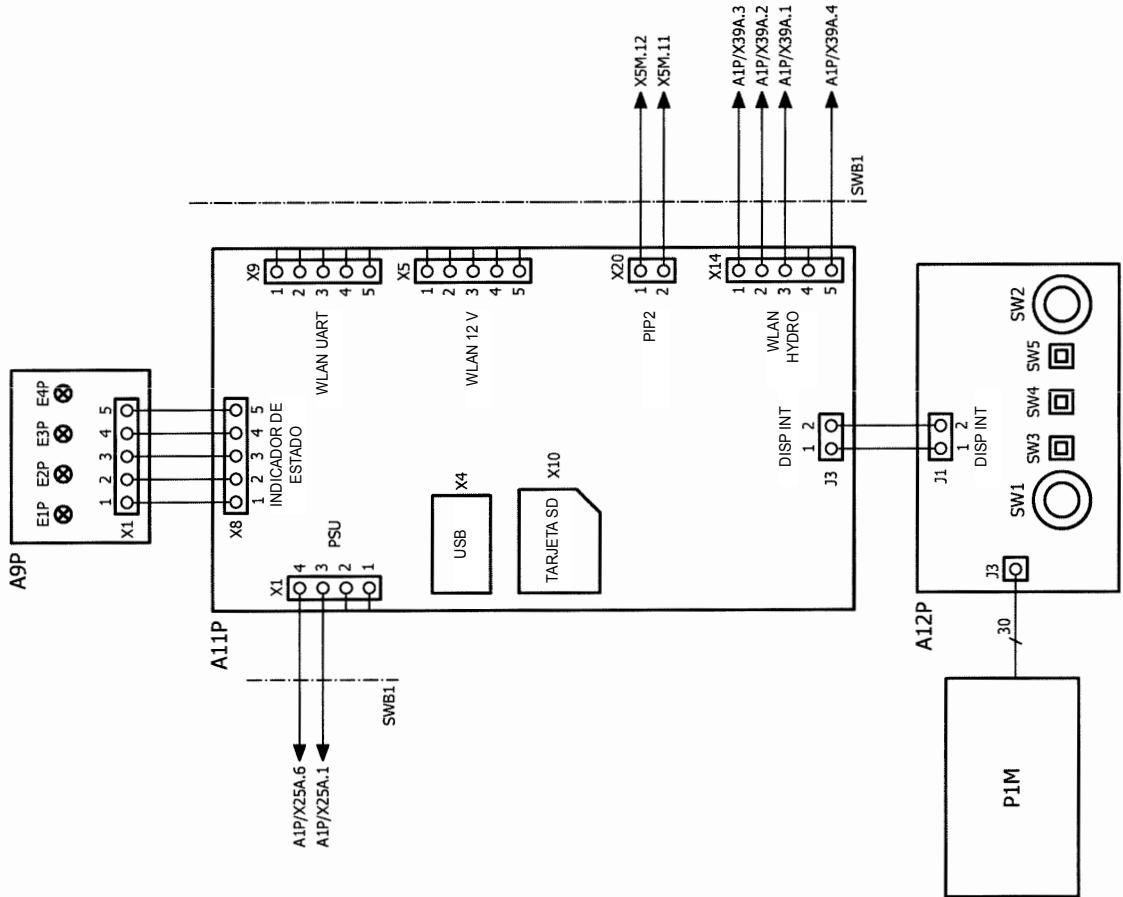 A9P
E1P
E2P
E3P
E4P
X1
1 2 3 4 5
A11P
X8
1 2 3 4 5
INDICADOR DE
ESTADO
X1
4
3
2
1
PSU
A1P/X25A.6
A1P/X25A.1
SWB1
X4
USB
X10
TARJETA SD
X9
1
2
3
4
5
WLAN UART
X5
1
2
3
4
5
WLAN 12 V
X20
1
2
PIP2
X5M.12
X5M.11
X14
1
2
3
4
5
WLAN
HYDRO
A1P/X39A.3
A1P/X39A.2
A1P/X39A.1
A1P/X39A.4
SWB1
DISP INT
J3
1 2
J1
1 2
DISP INT
A12P
J3
30
SW1
SW3
SW4
SW5
SW2
P1M